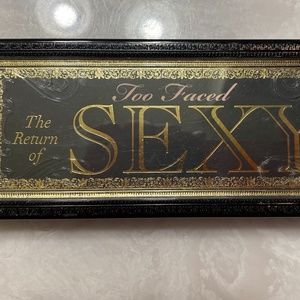 Too Faced
The
Return
of
SEXY